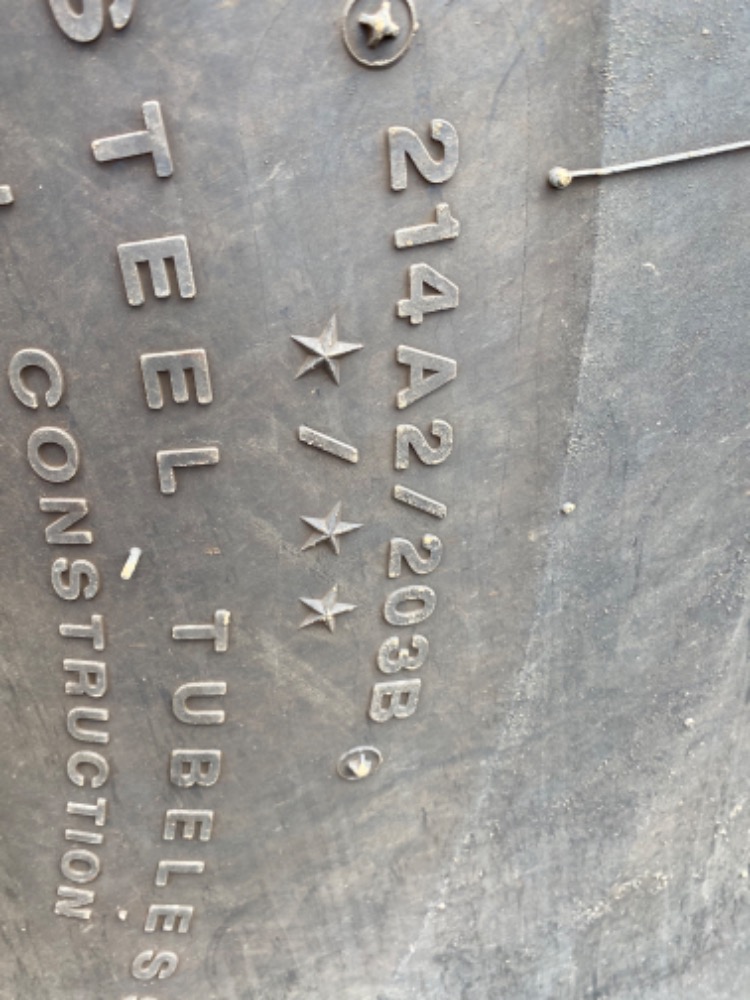 214A2/203B
★/★★
STEEL TUBELESS
CONSTRUCTION